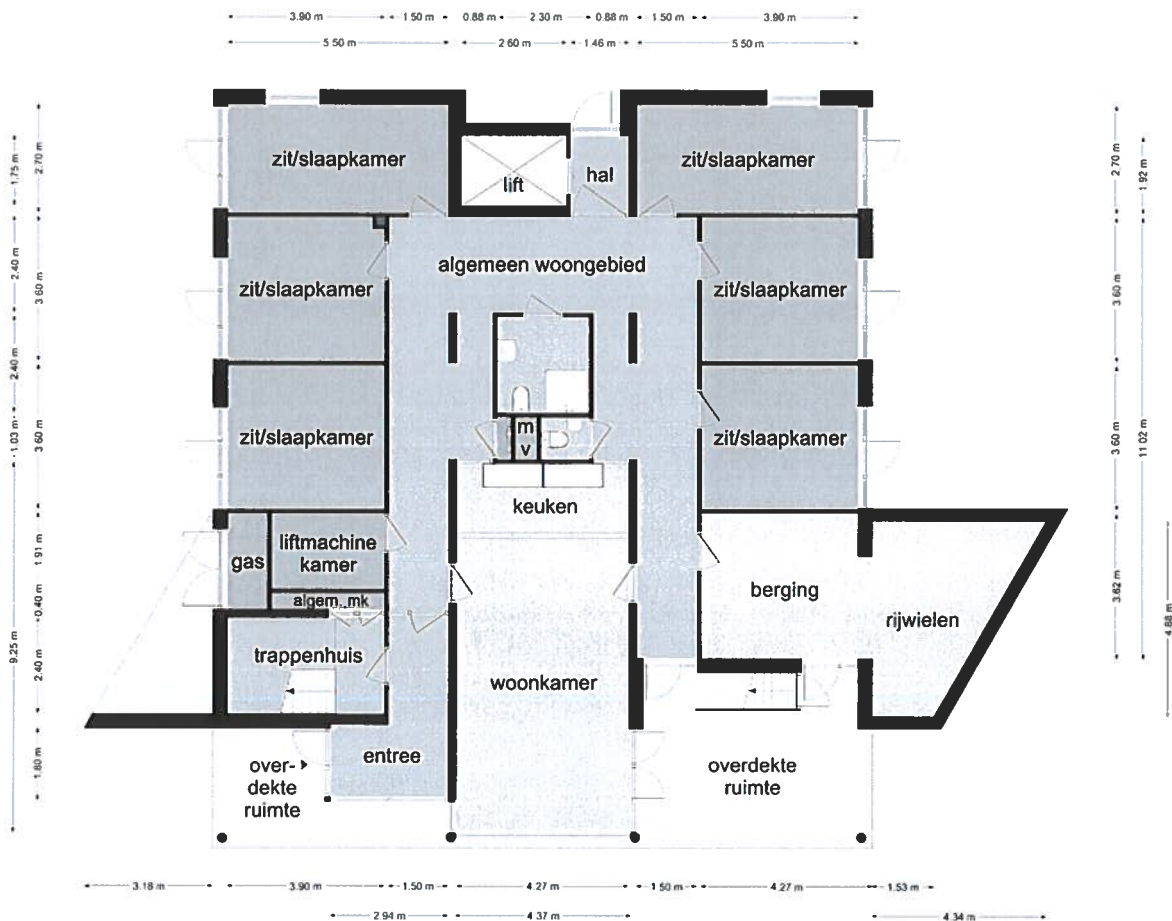 3.90 m 1.50 m 0.88 m 2.30 m 0.88 m 1.50 m 3.90 m
5.50 m 2.60 m 1.46 m 5.50 m
zit/slaapkamer
lift
hal
zit/slaapkamer
algemeen woongebied
zit/slaapkamer
zit/slaapkamer
zit/slaapkamer
m
v
zit/slaapkamer
keuken
gas
liftmachine
kamer
algem. mk
berging
rijwielen
trappenhuis
woonkamer
entree
over-
dekte
ruimte
overdekte
ruimte
1.75 m
2.40 m
2.40 m
1.03 m
9.25 m
2.70 m
3.60 m
3.60 m
1.91 m
0.40 m
2.40 m
1.80 m
2.70 m
3.60 m
3.60 m
3.62 m
1.92 m
11.02 m
4.88 m
3.18 m 3.90 m 1.50 m 4.27 m 1.50 m 4.27 m 1.53 m
2.94 m 4.37 m 4.34 m